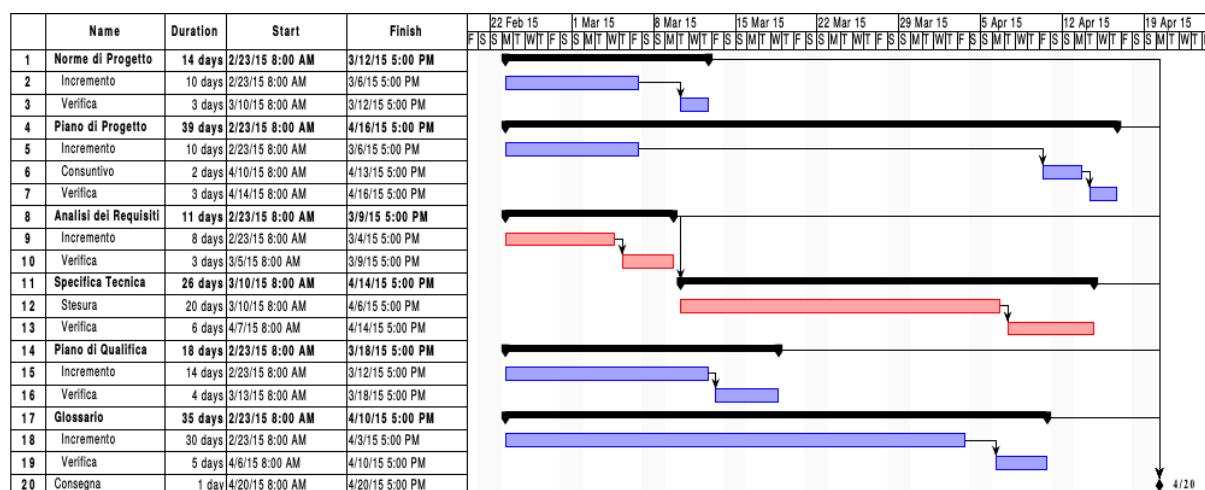 Name Duration Start Finish
22 Feb 15 1 Mar 15 8 Mar 15 15 Mar 15 22 Mar 15 29 Mar 15 5 Apr 15 12 Apr 15 19 Apr 15
F S S M T W T F S S M T W T F S S M T W T F S S M T W T F S S M T W T F S S M T W T F S S M T W T F S S M T W T F S S M T W T F S S M T W T
1 Norme di Progetto 14 days 2/23/15 8:00 AM 3/12/15 5:00 PM
2 Incremento 10 days 2/23/15 8:00 AM 3/6/15 5:00 PM
3 Verifica 3 days 3/10/15 8:00 AM 3/12/15 5:00 PM
4 Piano di Progetto 39 days 2/23/15 8:00 AM 4/16/15 5:00 PM
5 Incremento 10 days 2/23/15 8:00 AM 3/6/15 5:00 PM
6 Consuntivo 2 days 4/10/15 8:00 AM 4/13/15 5:00 PM
7 Verifica 3 days 4/14/15 8:00 AM 4/16/15 5:00 PM
8 Analisi dei Requisiti 11 days 2/23/15 8:00 AM 3/9/15 5:00 PM
9 Incremento 8 days 2/23/15 8:00 AM 3/4/15 5:00 PM
10 Verifica 3 days 3/5/15 8:00 AM 3/9/15 5:00 PM
11 Specifica Tecnica 26 days 3/10/15 8:00 AM 4/14/15 5:00 PM
12 Stesura 20 days 3/10/15 8:00 AM 4/6/15 5:00 PM
13 Verifica 6 days 4/7/15 8:00 AM 4/14/15 5:00 PM
14 Piano di Qualifica 18 days 2/23/15 8:00 AM 3/18/15 5:00 PM
15 Incremento 14 days 2/23/15 8:00 AM 3/12/15 5:00 PM
16 Verifica 4 days 3/13/15 8:00 AM 3/18/15 5:00 PM
17 Glossario 35 days 2/23/15 8:00 AM 4/10/15 5:00 PM
18 Incremento 30 days 2/23/15 8:00 AM 4/3/15 5:00 PM
19 Verifica 5 days 4/6/15 8:00 AM 4/10/15 5:00 PM
20 Consegna 1 day 4/20/15 8:00 AM 4/20/15 5:00 PM 4/20